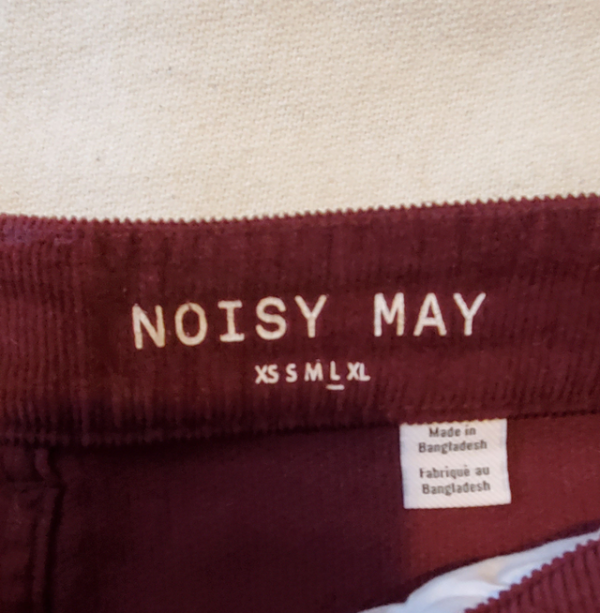 NOISY MAY
XS S M L XL
Made in
Bangladesh
Fabriqué au
Bangladesh